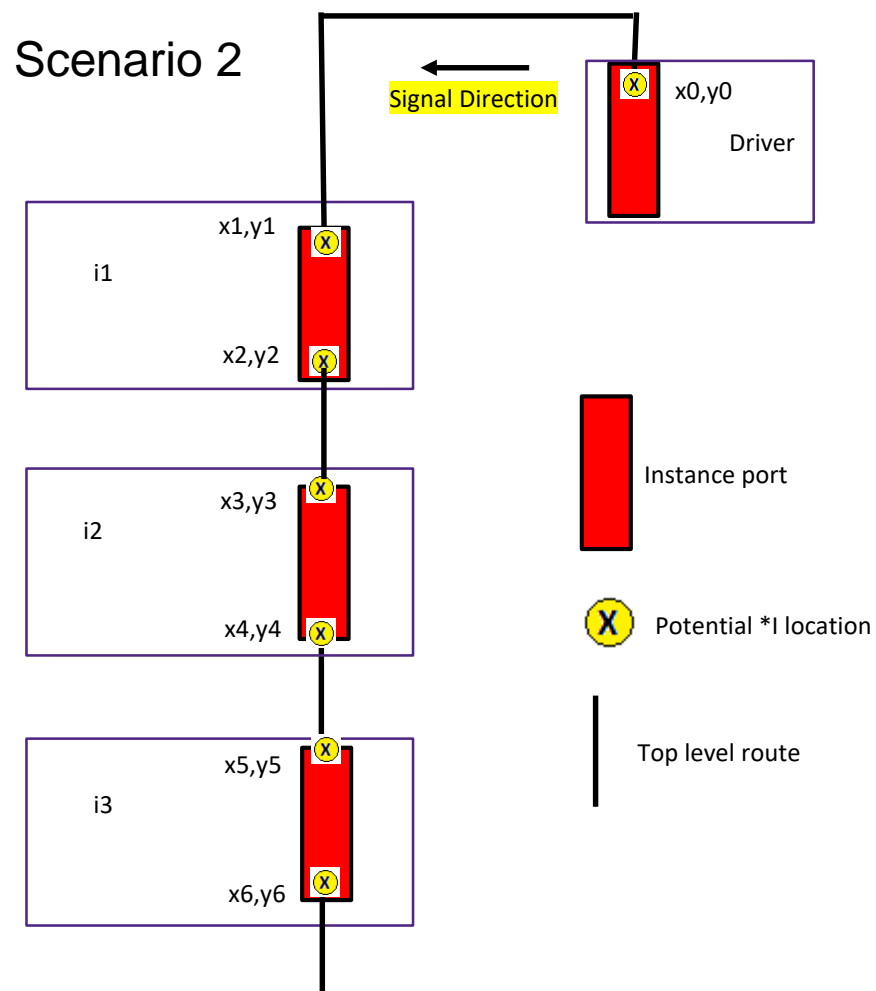 Scenario 2
Signal Direction
X
x0,y0
Driver
x1,y1
X
i1
x2,y2
X
x3,y3
X
i2
x4,y4
X
x5,y5
X
i3
x6,y6
X
Instance port
X
Potential *I location
Top level route